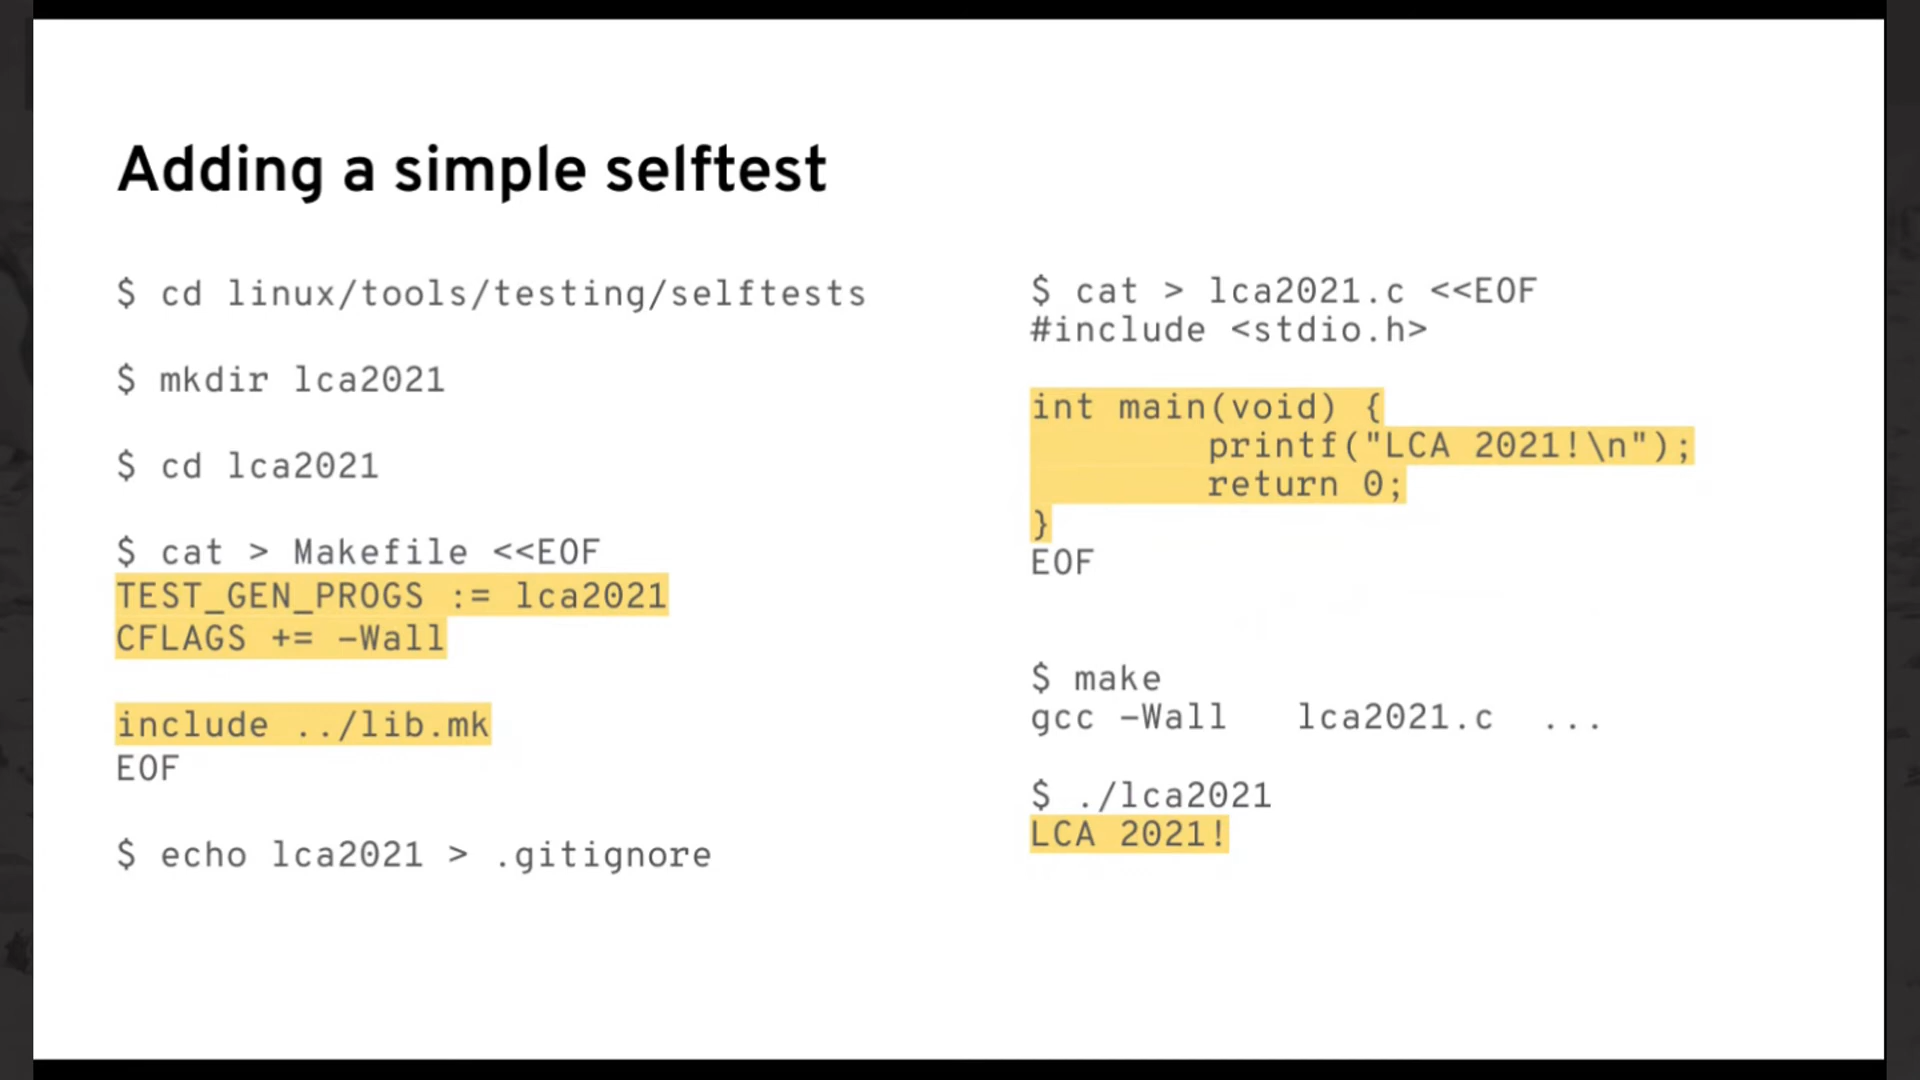 Adding a simple selftest
$ cd linux/tools/testing/selftests
$ mkdir lca2021
$ cd lca2021
$ cat > Makefile <<EOF
TEST_GEN_PROGS := lca2021
CFLAGS += -Wall
include ../lib.mk
EOF
$ echo lca2021 > .gitignore
$ cat > lca2021.c <<EOF
#include <stdio.h>
int main(void) {
        printf("LCA 2021!\n");
        return 0;
}
EOF
$ make
gcc -Wall   lca2021.c  ...
$ ./lca2021
LCA 2021!